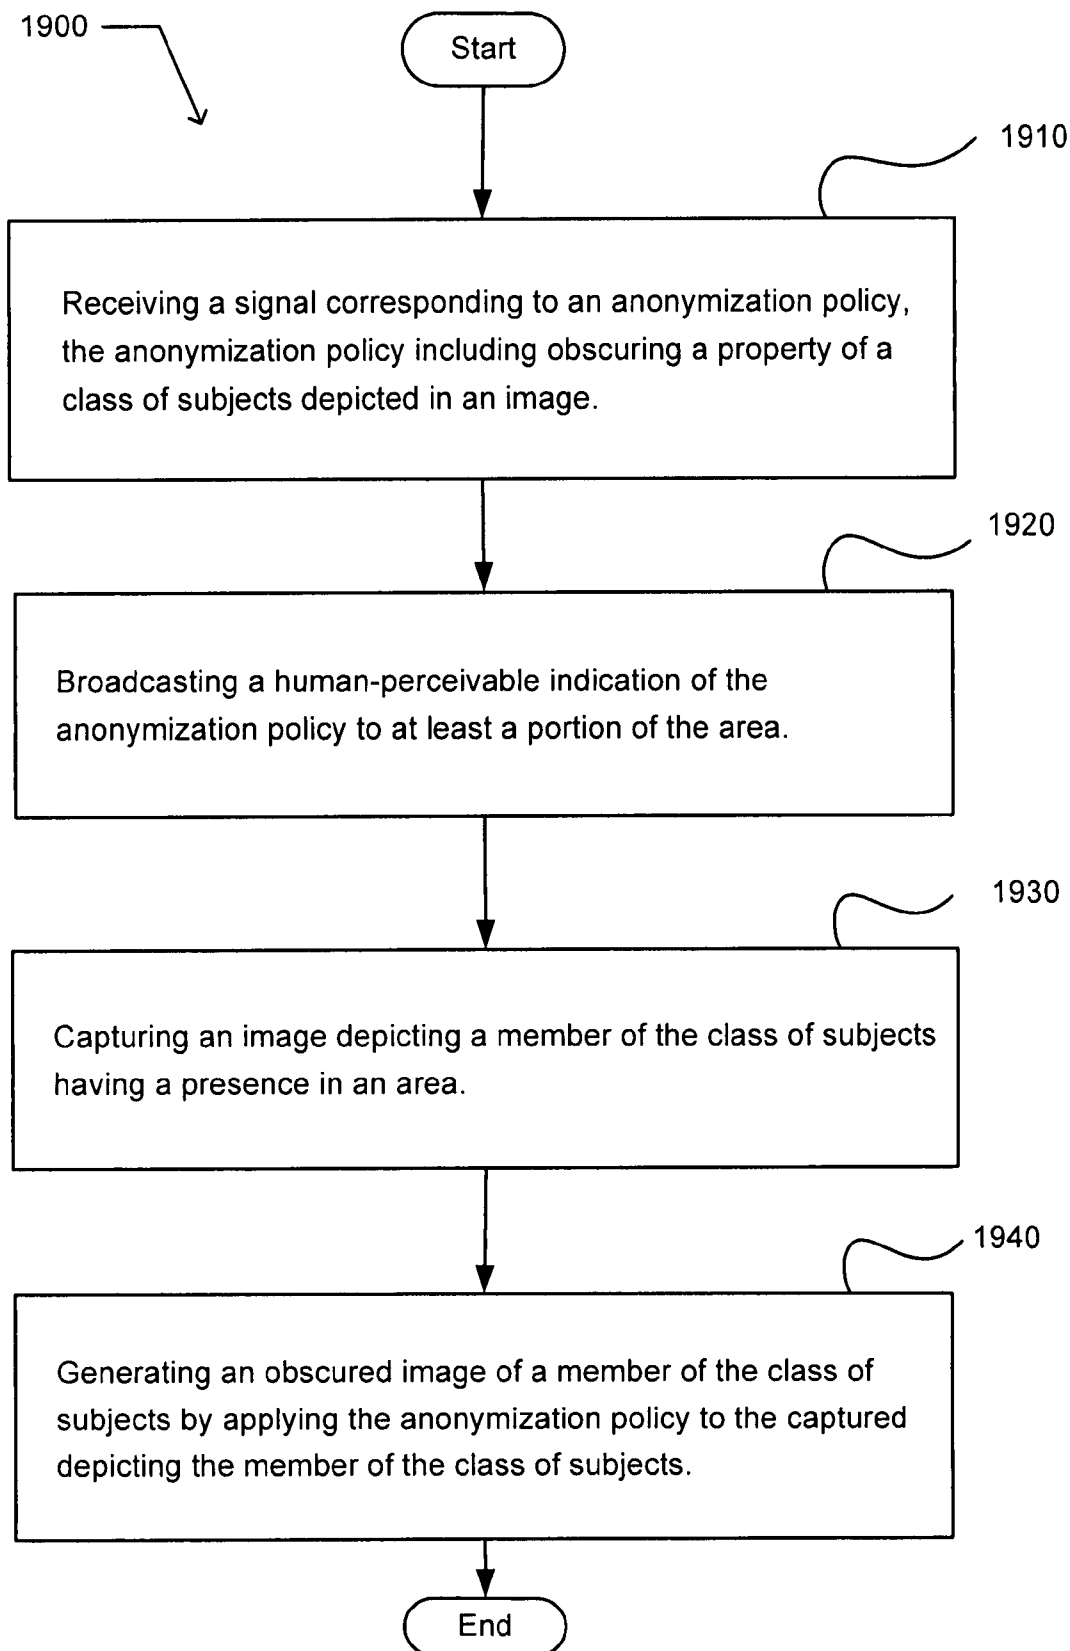 1900
Start
1910
Receiving a signal corresponding to an anonymization policy,
the anonymization policy including obscuring a property of a
class of subjects depicted in an image.
1920
Broadcasting a human-perceivable indication of the
anonymization policy to at least a portion of the area.
1930
Capturing an image depicting a member of the class of subjects
having a presence in an area.
1940
Generating an obscured image of a member of the class of
subjects by applying the anonymization policy to the captured
depicting the member of the class of subjects.
End